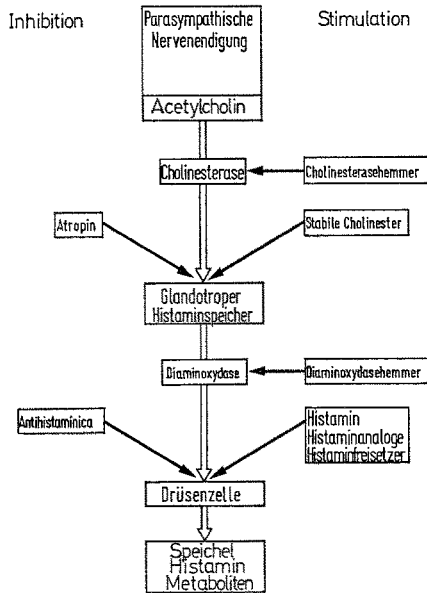 Inhibition
Parasympathische
Nervenendigung
Stimulation
Acetylcholin
Cholinesterase
Cholinesterasehemmer
Atropin
Stabile Cholinester
Glandotroper
Histaminspeicher
Diaminoxydase
Diaminoxydasehemmer
Antihistaminica
Histamin
Histaminanaloge
Histaminfreisetzer
Drüsenzelle
Speichel
Histamin
Metaboliten